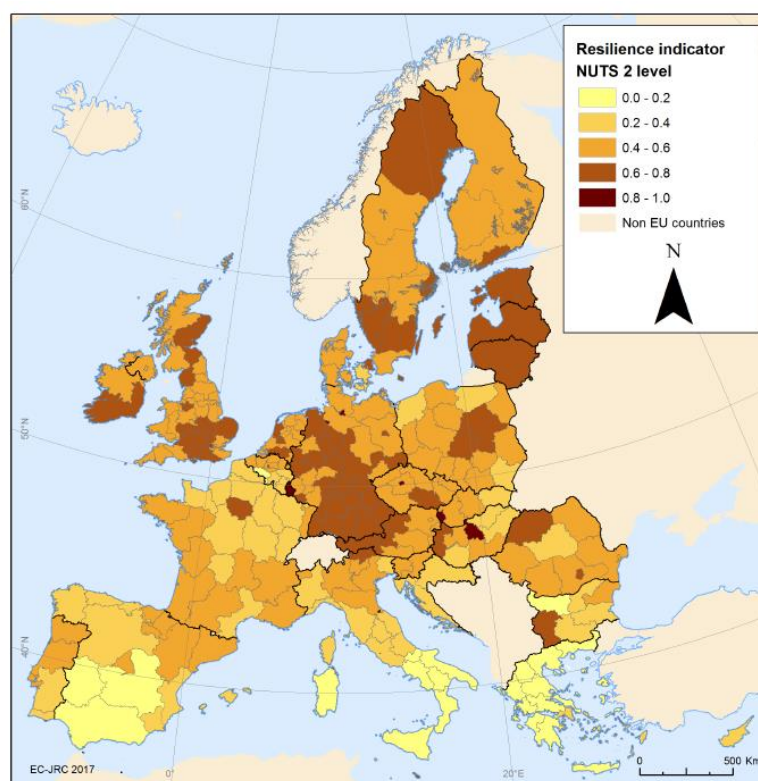 Resilience indicator
NUTS 2 level
0.0 - 0.2
0.2 - 0.4
0.4 - 0.6
0.6 - 0.8
0.8 - 1.0
Non EU countries
N
60°N
50°N
40°N
EC-JRC 2017
0°
20°E
0 500 Km